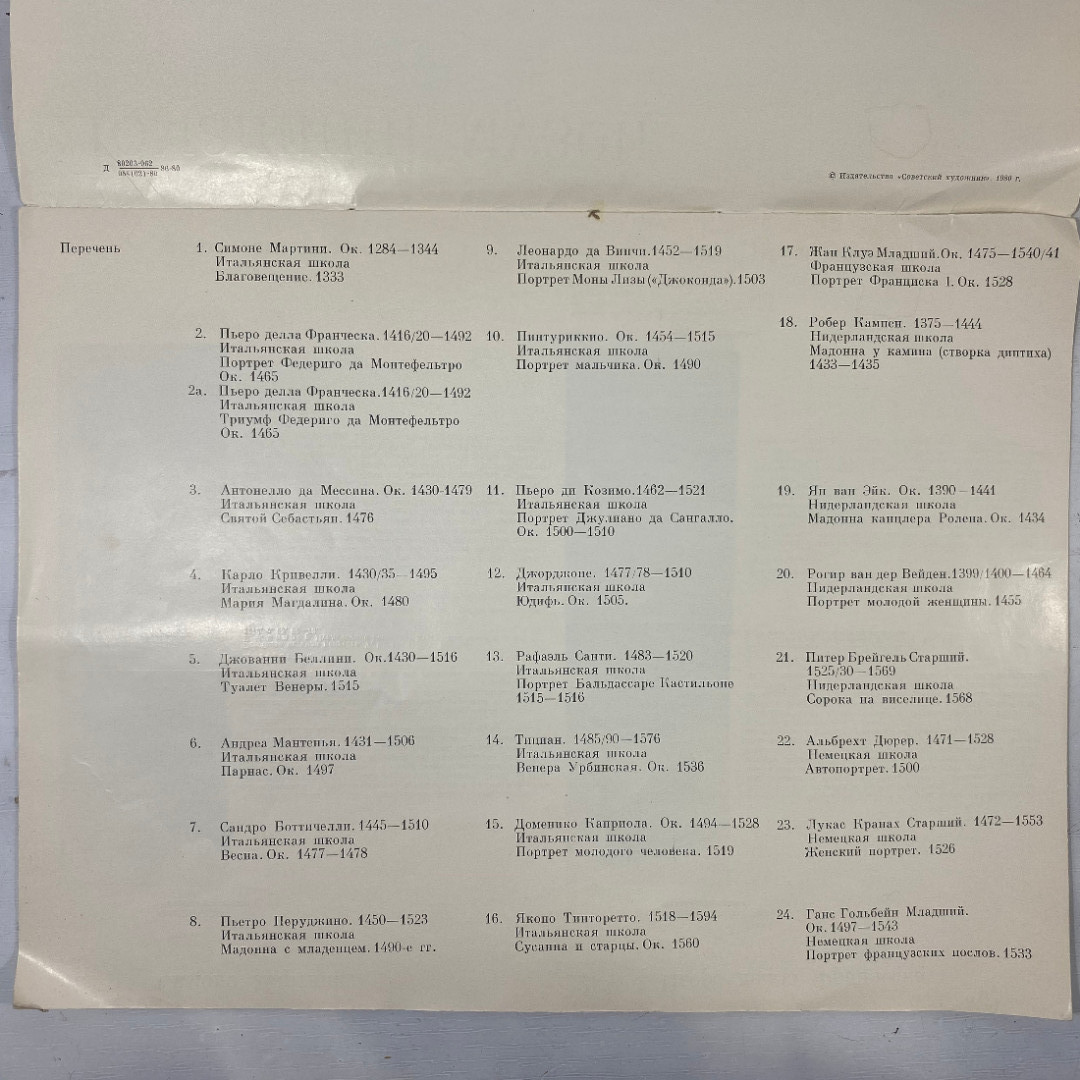 Д 80203-062 80-80
084(02)-80
© Издательство «Советский художник». 1980 г.
Перечень
1. Симоне Мартини. Ок. 1284—1344
Итальянская школа
Благовещение. 1333
2. Пьеро делла Франческа. 1416/20—1492
Итальянская школа
Портрет Федериго да Монтефельтро
Ок. 1465
2а. Пьеро делла Франческа. 1416/20—1492
Итальянская школа
Триумф Федериго да Монтефельтро
Ок. 1465
3. Антонелло да Мессина. Ок. 1430-1479
Итальянская школа
Святой Себастьян. 1476
4. Карло Кривелли. 1430/35—1495
Итальянская школа
Мария Магдалина. Ок. 1480
5. Джованни Беллини. Ок. 1430—1516
Итальянская школа
Туалет Венеры. 1515
6. Андреа Мантенья. 1431—1506
Итальянская школа
Парнас. Ок. 1497
7. Сандро Боттичелли. 1445—1510
Итальянская школа
Весна. Ок. 1477—1478
8. Пьетро Перуджино. 1450—1523
Итальянская школа
Мадонна с младенцем. 1490-е гг.
9. Леонардо да Винчи. 1452—1519
Итальянская школа
Портрет Моны Лизы («Джоконда»). 1503
10. Пинтуриккио. Ок. 1454—1515
Итальянская школа
Портрет мальчика. Ок. 1490
11. Пьеро ди Козимо. 1462—1521
Итальянская школа
Портрет Джулиано да Сангалло.
Ок. 1500—1510
12. Джорджоне. 1477/78—1510
Итальянская школа
Юдифь. Ок. 1505.
13. Рафаэль Санти. 1483—1520
Итальянская школа
Портрет Бальдассаре Кастильоне
1515—1516
14. Тициан. 1485/90—1576
Итальянская школа
Венера Урбинская. Ок. 1536
15. Доменико Каприола. Ок. 1494—1528
Итальянская школа
Портрет молодого человека. 1519
16. Якопо Тинторетто. 1518—1594
Итальянская школа
Сусанна и старцы. Ок. 1560
17. Жан Клуэ Младший. Ок. 1475—1540/41
Французская школа
Портрет Франциска I. Ок. 1528
18. Робер Кампен. 1375—1444
Нидерландская школа
Мадонна у камина (створка диптиха)
1433—1435
19. Ян ван Эйк. Ок. 1390—1441
Нидерландская школа
Мадонна канцлера Ролена. Ок. 1434
20. Рогир ван дер Вейден. 1399/1400—1464
Нидерландская школа
Портрет молодой женщины. 1455
21. Питер Брейгель Старший.
1525/30—1569
Нидерландская школа
Сорока на виселице. 1568
22. Альбрехт Дюрер. 1471—1528
Немецкая школа
Автопортрет. 1500
23. Лукас Кранах Старший. 1472—1553
Немецкая школа
Женский портрет. 1526
24. Ганс Гольбейн Младший.
Ок. 1497—1543
Немецкая школа
Портрет французских послов. 1533